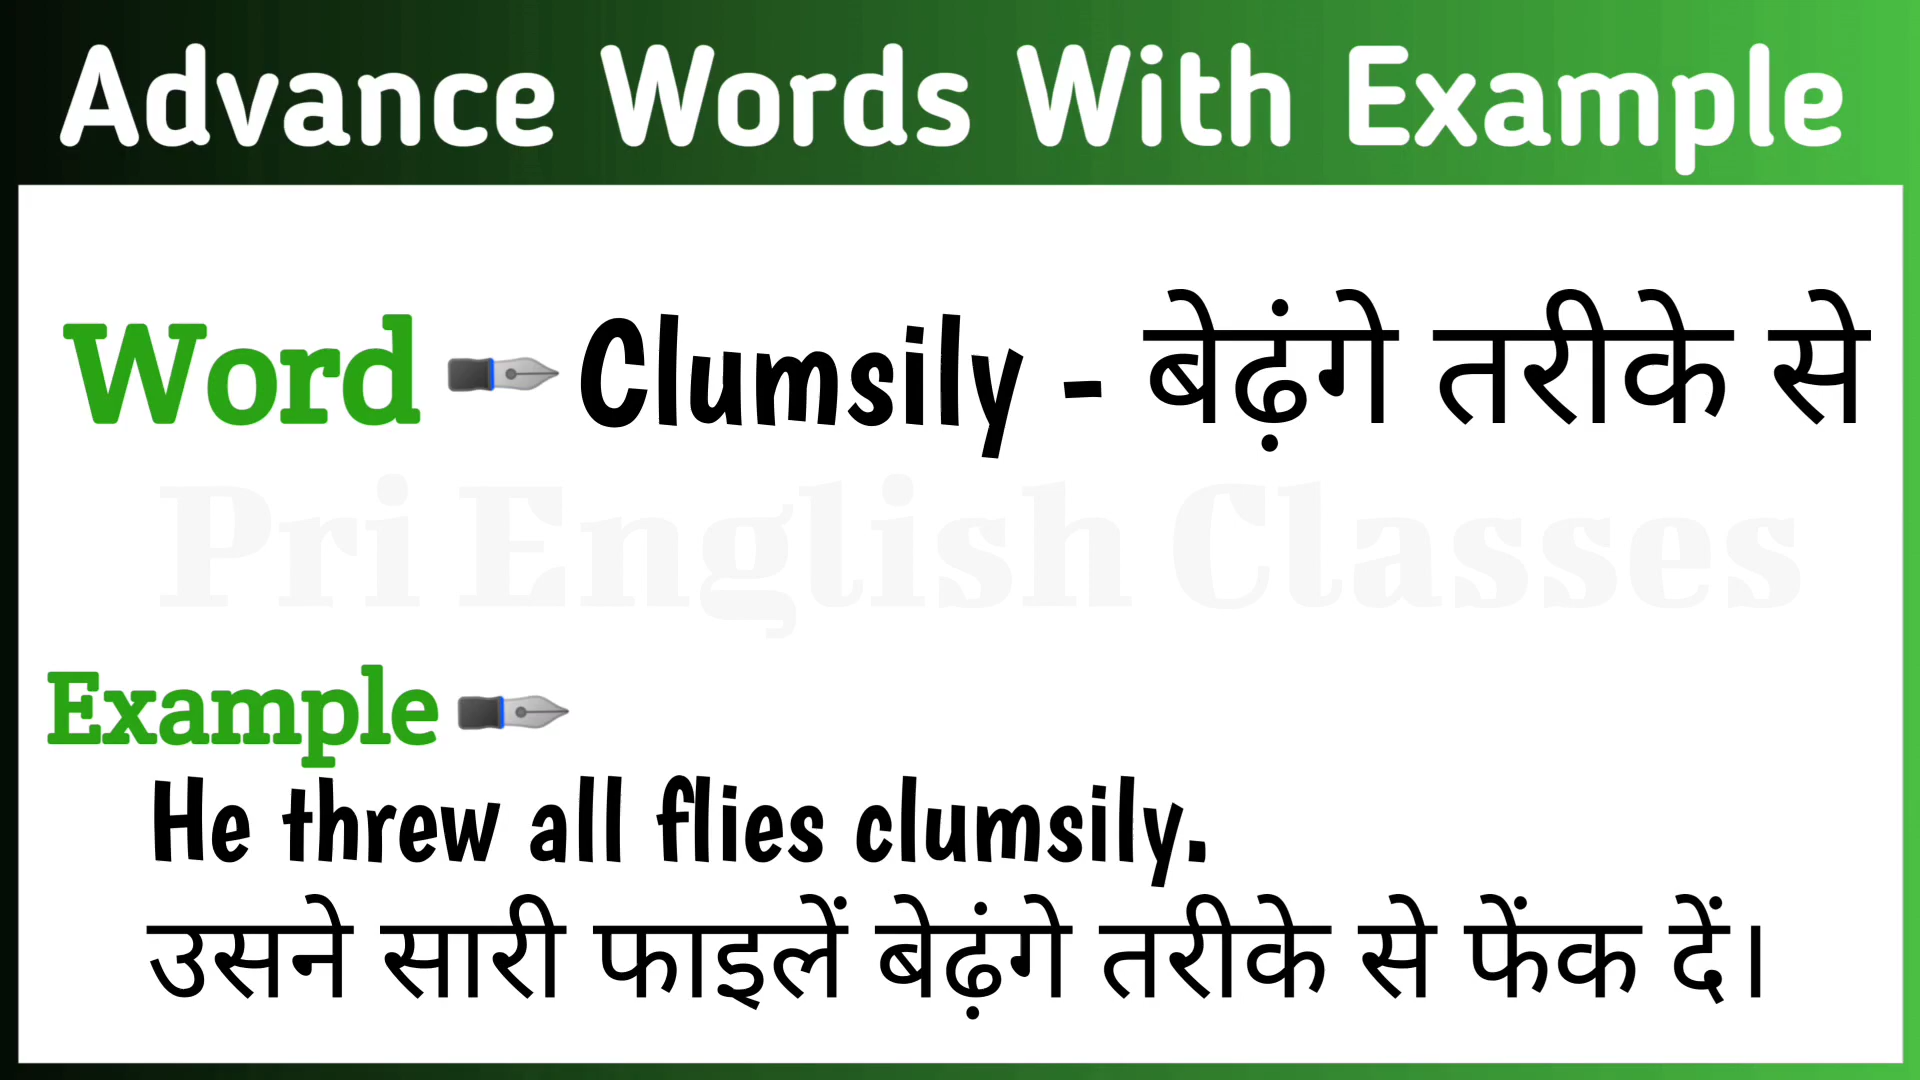 Advance Words With Example
Word ✒️ Clumsily - बेढ़ंगे तरीके से
Pri English Classes
Example ✒️
He threw all flies clumsily.
उसने सारी फाइलें बेढ़ंगे तरीके से फेंक दें।